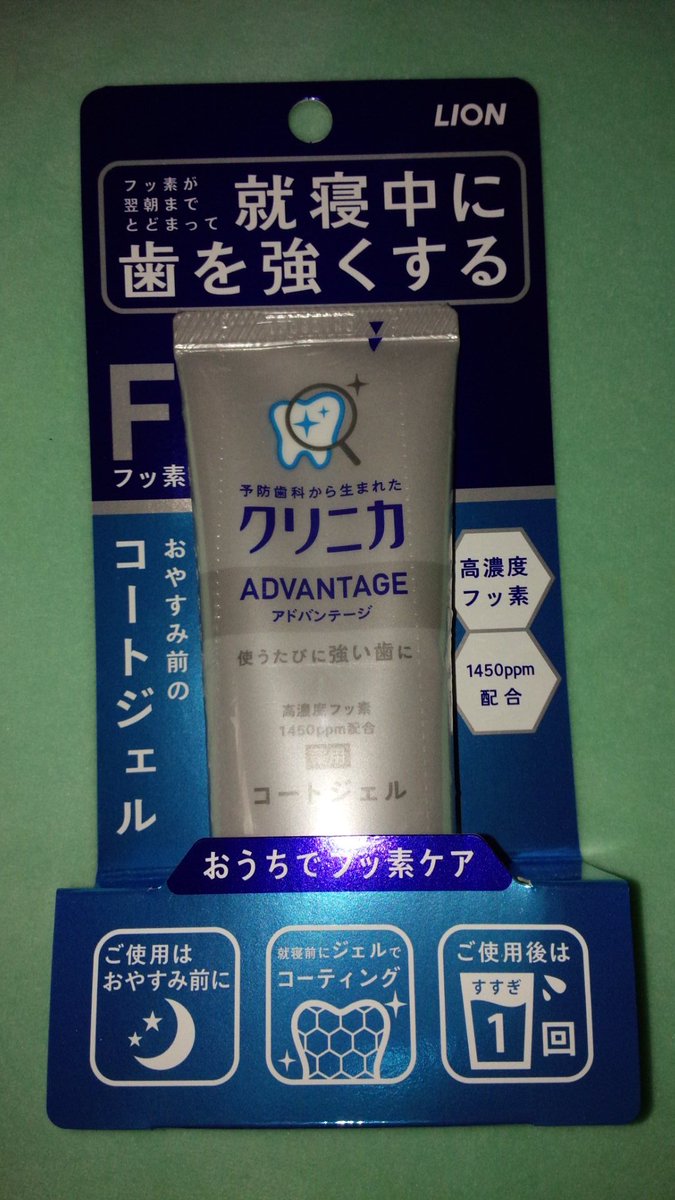 LION
フッ素が
翌朝まで
とどまって
就寝中に
歯を強くする
F
フッ素
おやすみ前の
コートジェル
予防歯科から生まれた
クリニカ
ADVANTAGE
アドバンテージ
使うたびに強い歯に
高濃度フッ素
1450ppm配合
薬用
コートジェル
高濃度
フッ素
1450ppm
配合
おうちでフッ素ケア
ご使用は
おやすみ前に
就寝前にジェルで
コーティング
ご使用後は
すすぎ
1
回